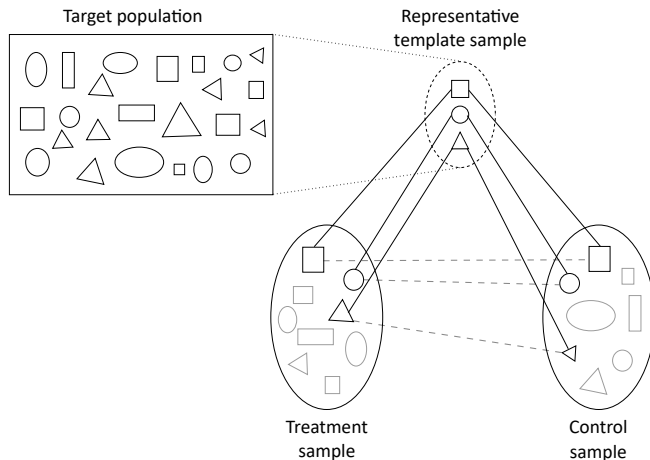 Target population
Representative
template sample
Treatment
sample
Control
sample